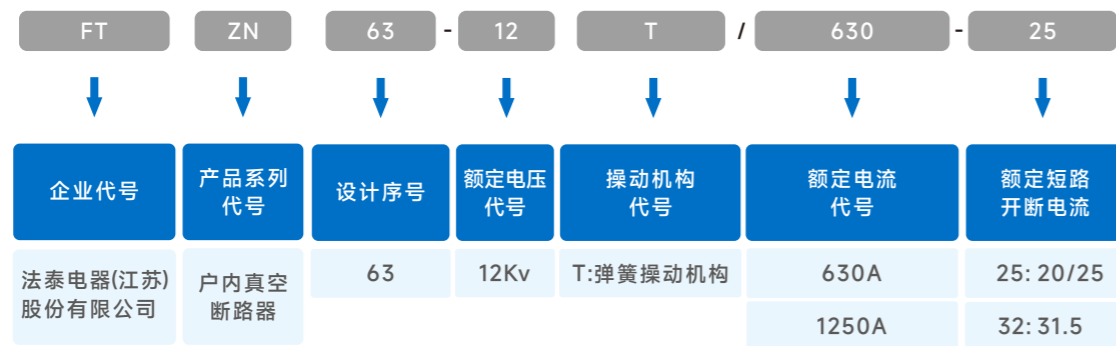 FT ZN 63 - 12 T / 630 - 25
企业代号
产品系列
代号
设计序号
额定电压
代号
操动机构
代号
额定电流
代号
额定短路
开断电流
法泰电器(江苏)
股份有限公司
户内真空
断路器
63
12Kv
T:弹簧操动机构
630A
1250A
25: 20/25
32: 31.5